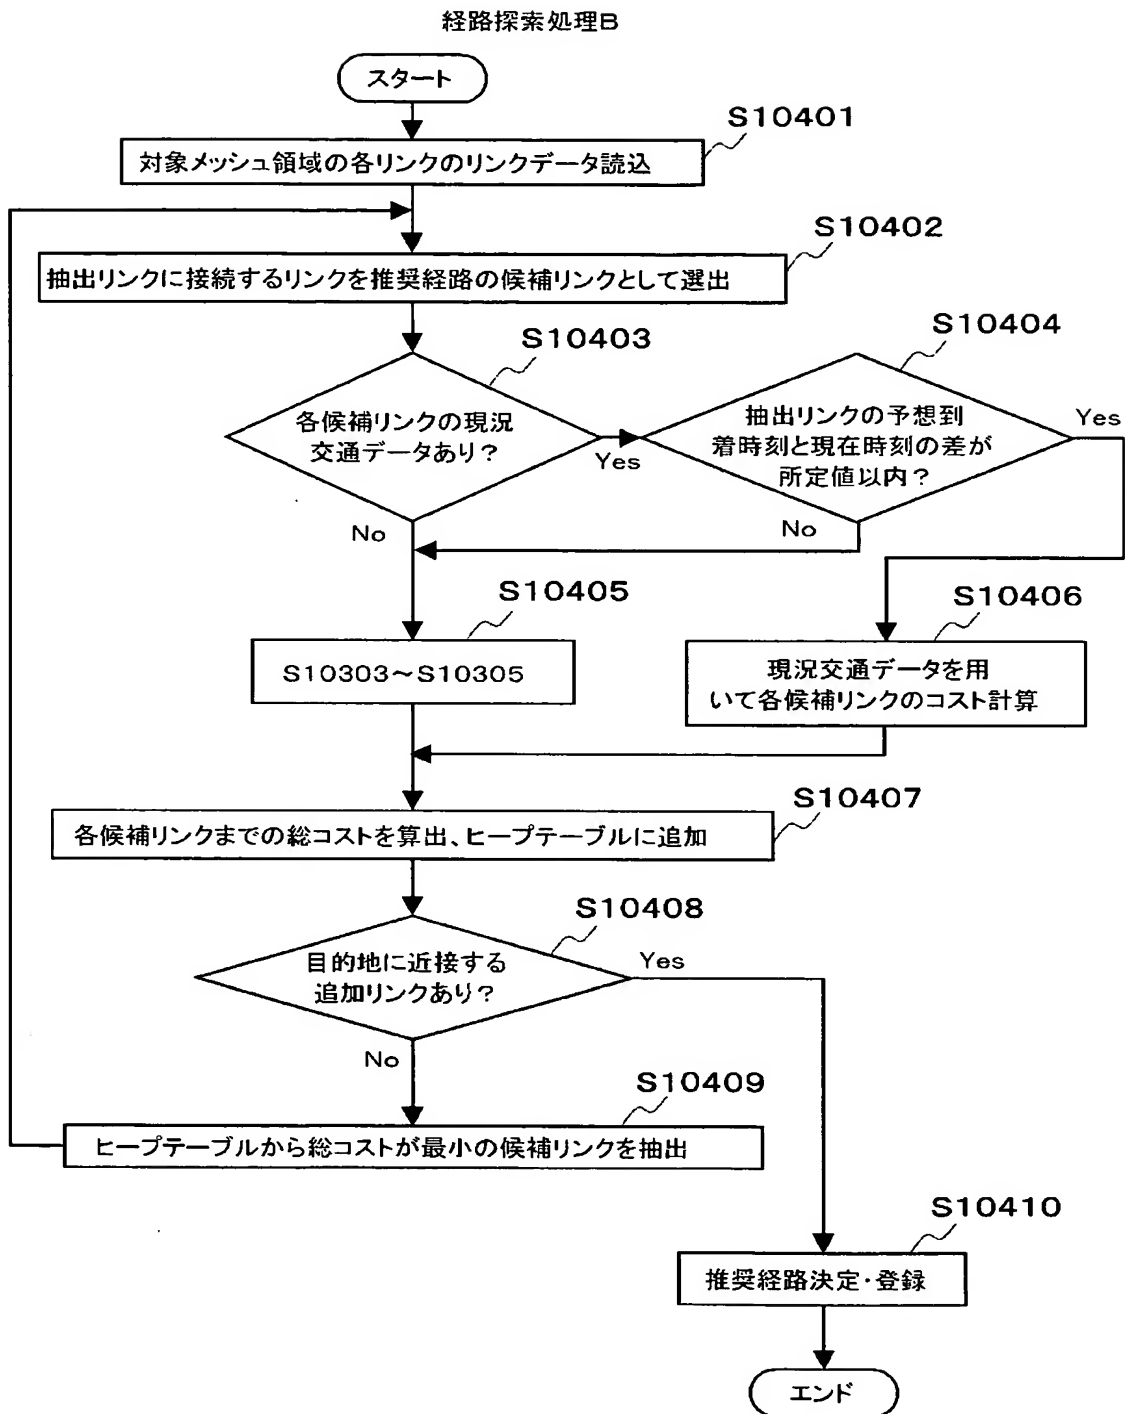 経路探索処理B
スタート
S10401
対象メッシュ領域の各リンクのリンクデータ読込
S10402
抽出リンクに接続するリンクを推奨経路の候補リンクとして選出
S10403
各候補リンクの現況
交通データあり?
Yes
No
S10404
抽出リンクの予想到
着時刻と現在時刻の差が
所定値以内?
Yes
No
S10405
S10303~S10305
S10406
現況交通データを用
いて各候補リンクのコスト計算
S10407
各候補リンクまでの総コストを算出、ヒープテーブルに追加
S10408
目的地に近接する
追加リンクあり?
Yes
No
S10409
ヒープテーブルから総コストが最小の候補リンクを抽出
S10410
推奨経路決定・登録
エンド